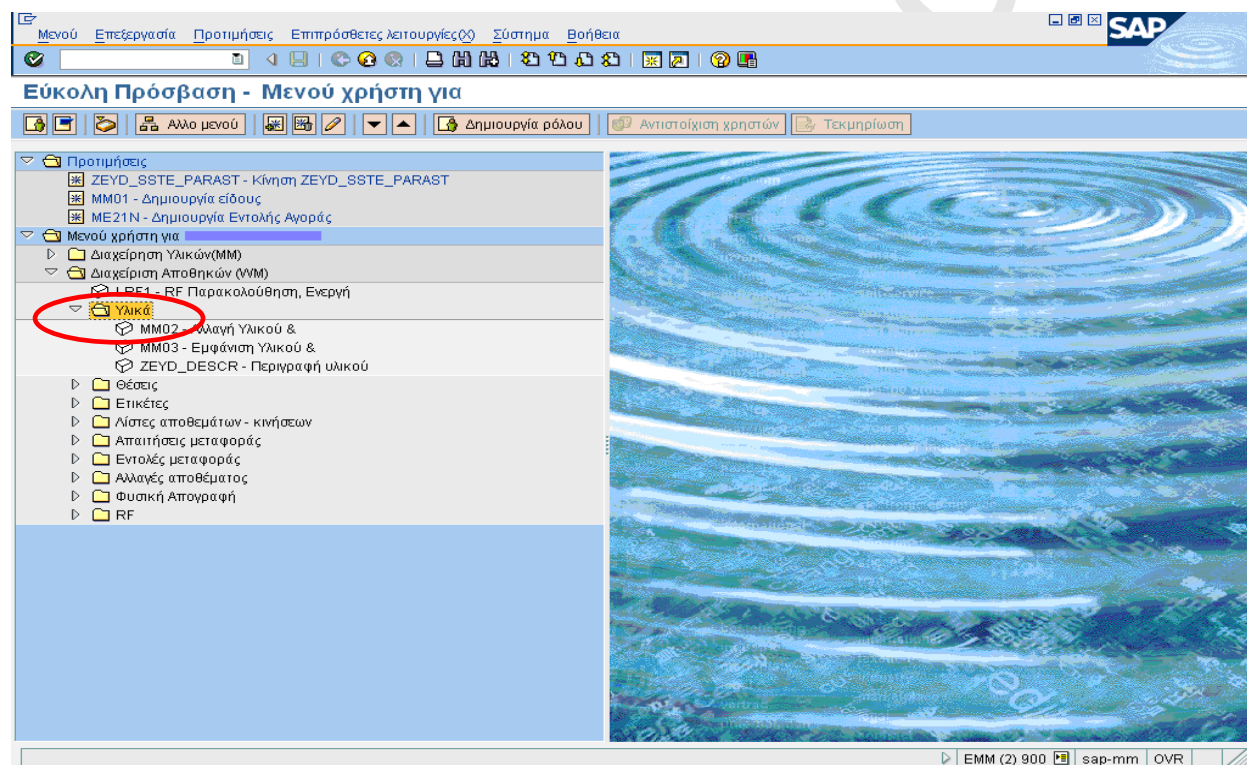 Μενού Επεξεργασία Προτιμήσεις Επιπρόσθετες λειτουργίες(X) Σύστημα Βοήθεια
SAP
Εύκολη Πρόσβαση - Μενού χρήστη για
Αλλο μενού Δημιουργία ρόλου Αντιστοίχιση χρηστών Τεκμηρίωση
Προτιμήσεις
ZEYD_SSTE_PARAST - Κίνηση ZEYD_SSTE_PARAST
MM01 - Δημιουργία είδους
ME21N - Δημιουργία Εντολής Αγοράς
Μενού χρήστη για
Διαχείρηση Υλικών(MM)
Διαχείριση Αποθηκών (WM)
LRF1 - RF Παρακολούθηση, Ενεργή
Υλικά
MM02 - Αλλαγή Υλικού &
MM03 - Εμφάνιση Υλικού &
ZEYD_DESCR - Περιγραφή υλικού
Θέσεις
Ετικέτες
Λίστες αποθεμάτων - κινήσεων
Απαιτήσεις μεταφοράς
Εντολές μεταφοράς
Αλλαγές αποθέματος
Φυσική Απογραφή
RF
EMM (2) 900 sap-mm OVR